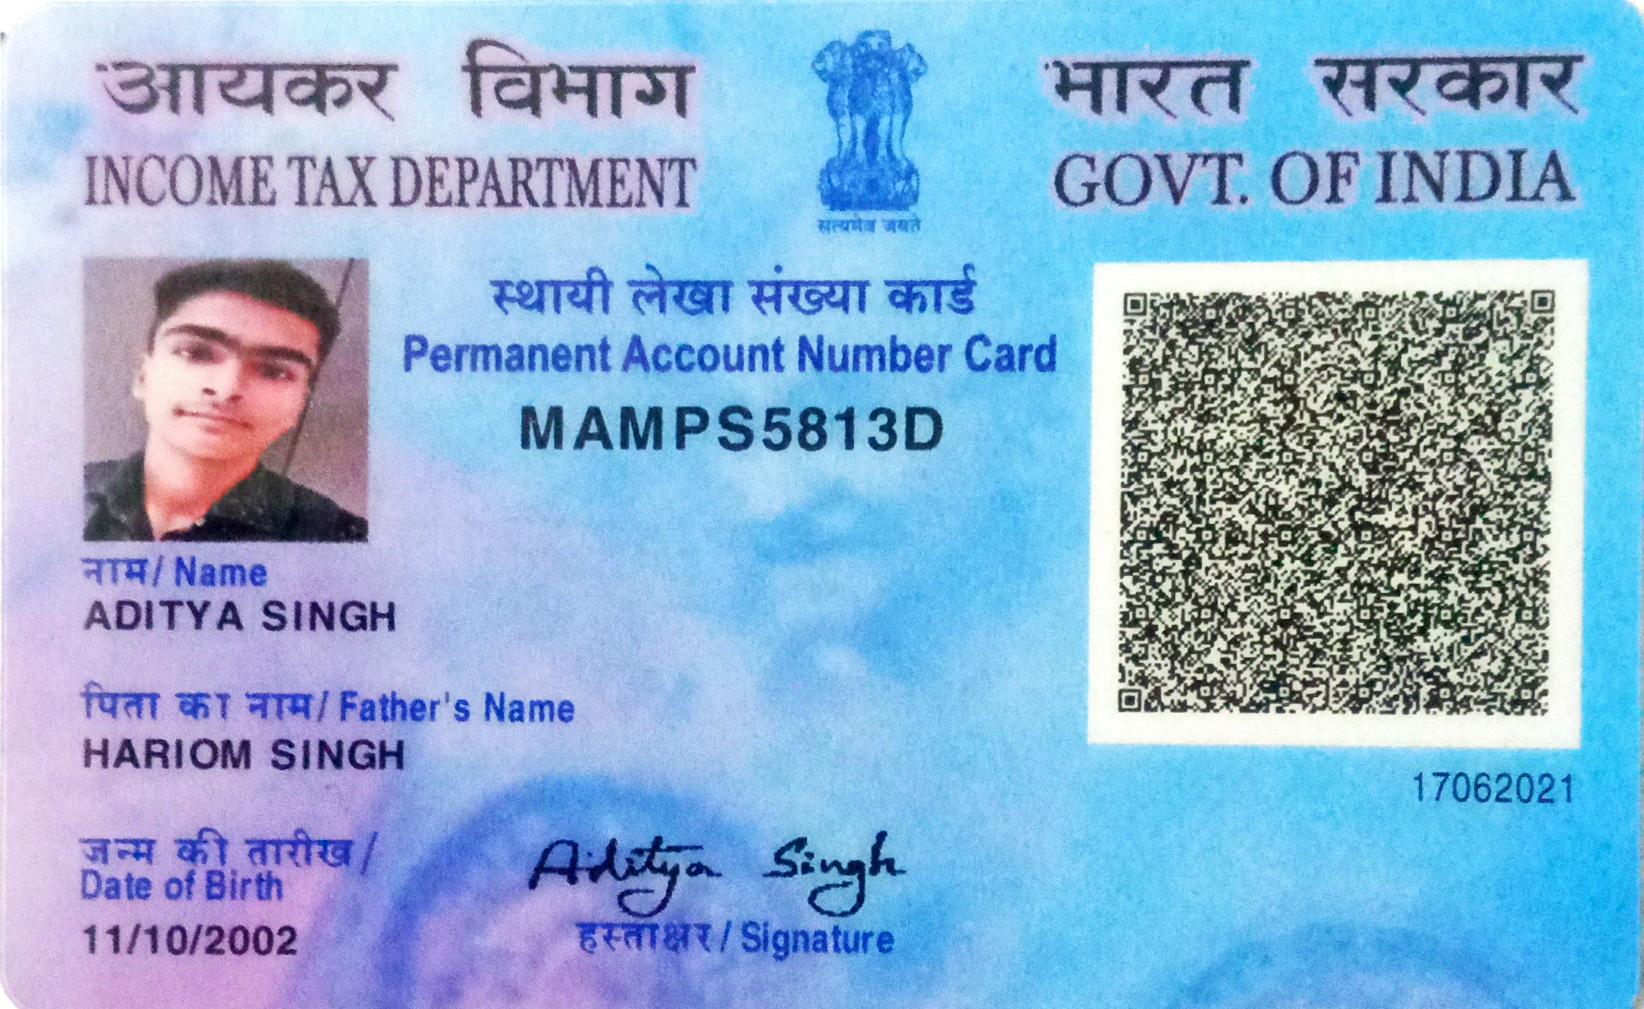 आयकर विभाग
INCOME TAX DEPARTMENT
सत्यमेव जयते
भारत सरकार
GOVT. OF INDIA
स्थायी लेखा संख्या कार्ड
Permanent Account Number Card
MAMPS5813D
नाम/ Name
ADITYA SINGH
पिता का नाम/ Father's Name
HARIOM SINGH
17062021
जन्म की तारीख/
Date of Birth
11/10/2002
Aditya Singh
हस्ताक्षर/ Signature